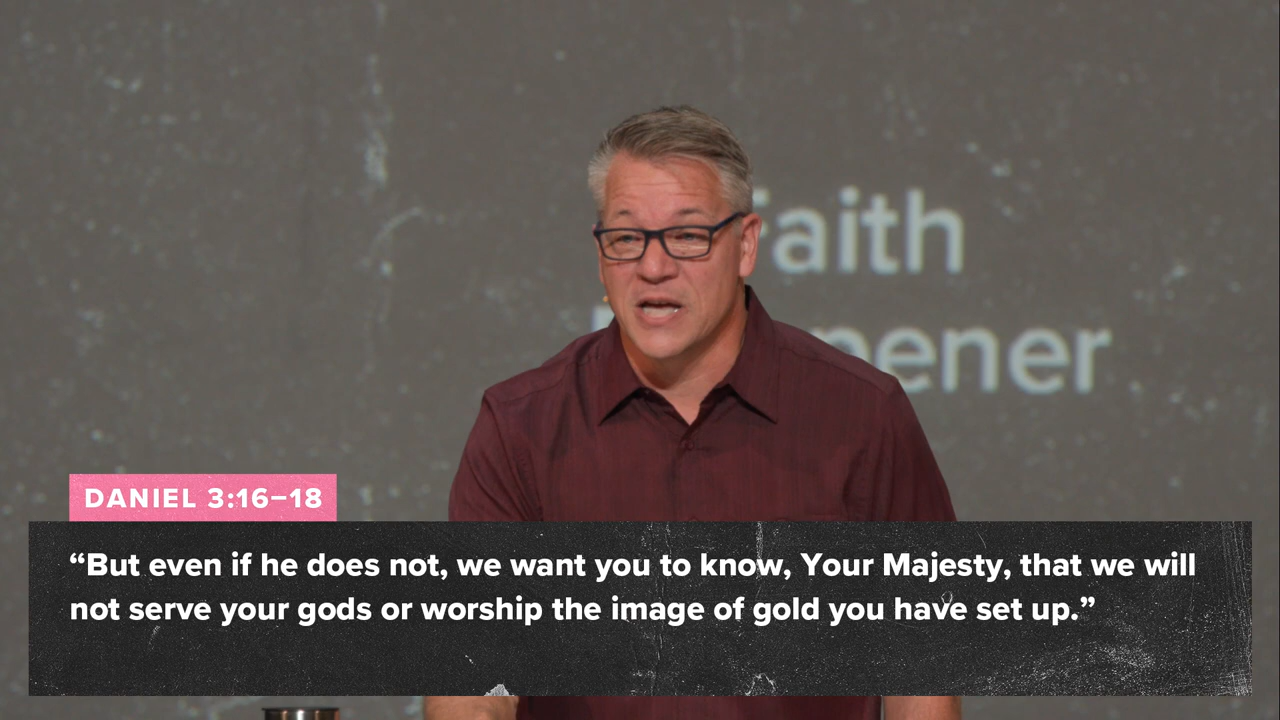 Faith
DANIEL 3:16–18
“But even if he does not, we want you to know, Your Majesty, that we will
not serve your gods or worship the image of gold you have set up.”